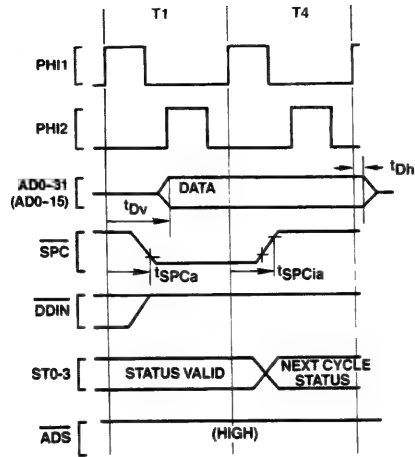 T1 T4
PHI1
PHI2
tDh
AD0-31 DATA
(AD0-15)
tDv
SPC
tSPCa tSPCia
DDIN
ST0-3 STATUS VALID NEXT CYCLE
STATUS
ADS (HIGH)